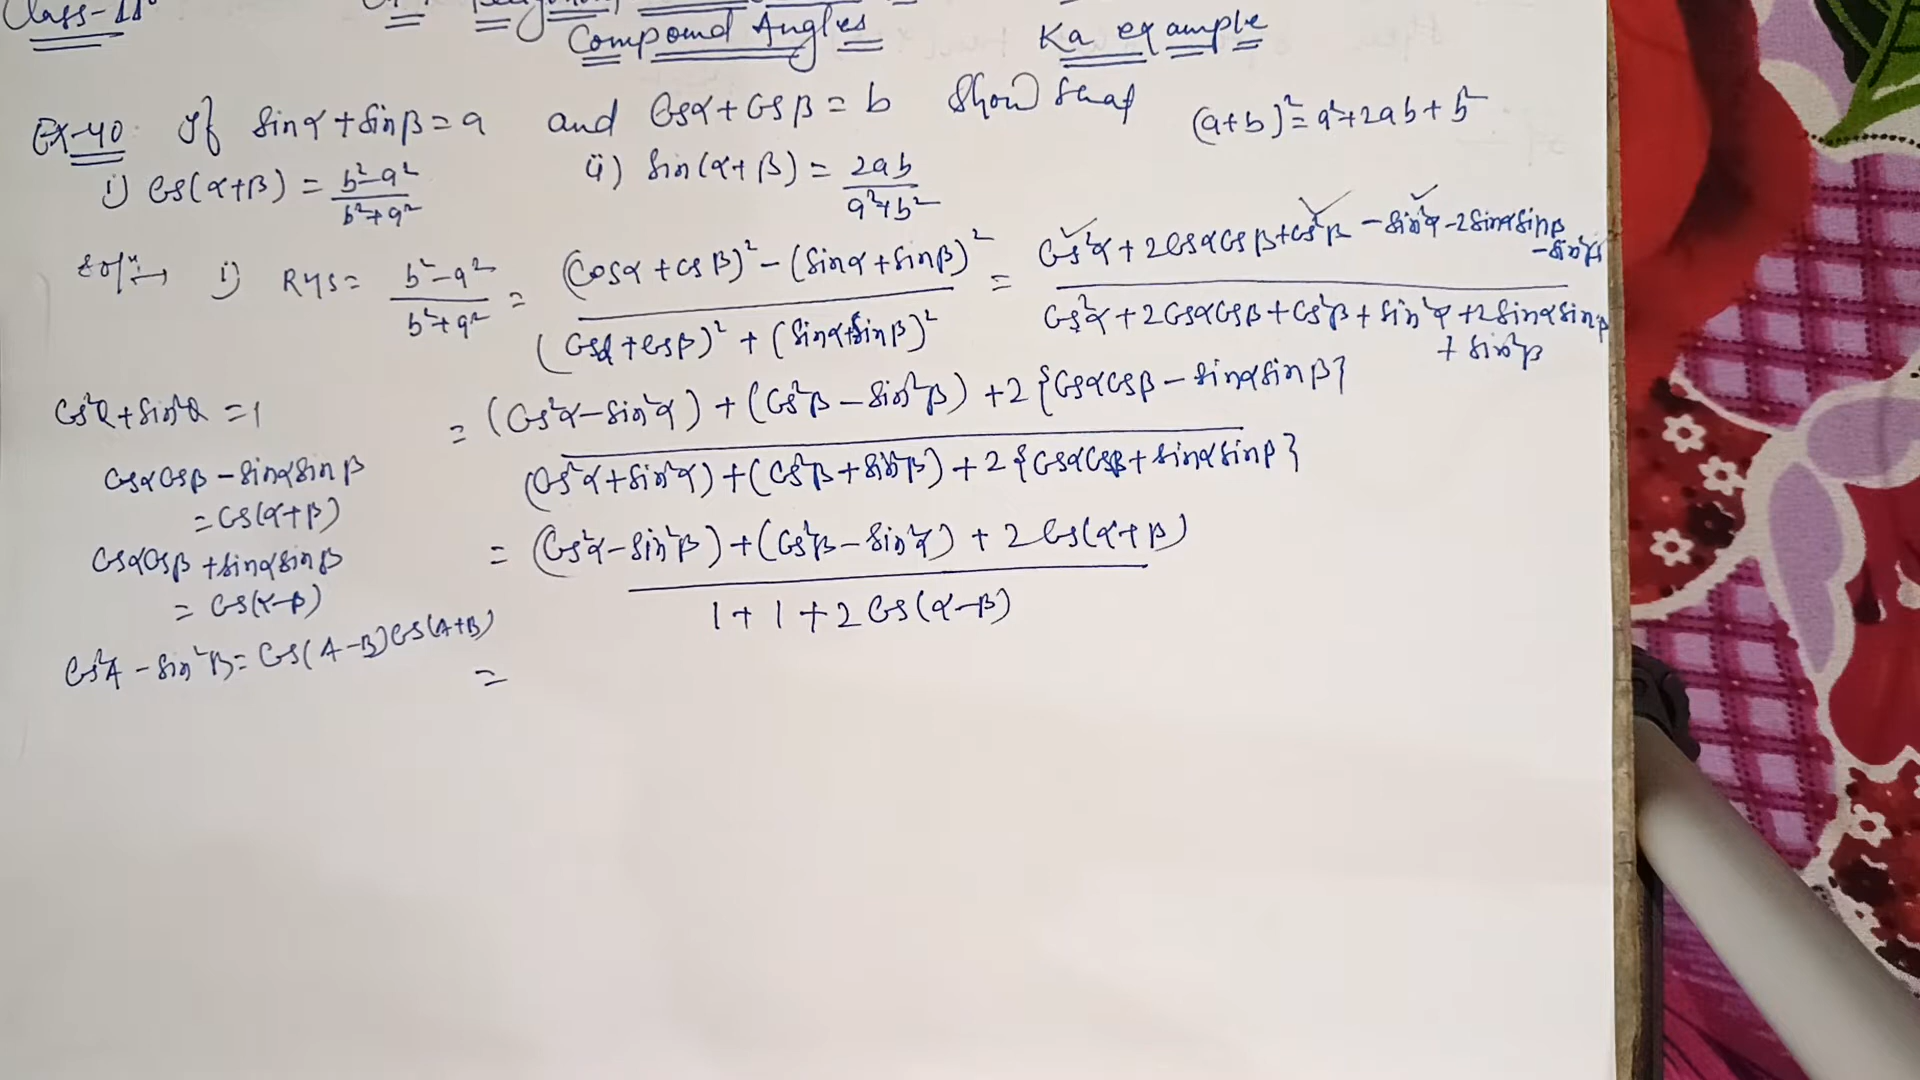 Class-11
Compound Angles Ka example
Ex-40: If sinα+sinβ=a and cosα+cosβ=b show that (a+b)²=a²+2ab+b²
i) cos(α+β) = (b²-a²)/(b²+a²) ii) sin(α+β) = 2ab/(a²+b²)
Solⁿ→ i) RHS= (b²-a²)/(b²+a²) = ((cosα+cosβ)²-(sinα+sinβ)²)/((cosα+cosβ)²+(sinα+sinβ)²) = (cos²α+2cosαcosβ+cos²β-sin²α-2sinαsinβ-sin²β)/(cos²α+2cosαcosβ+cos²β+sin²α+2sinαsinβ+sin²β)
= ((cos²α-sin²α)+(cos²β-sin²β)+2{cosαcosβ-sinαsinβ})/((cos²α+sin²α)+(cos²β+sin²β)+2{cosαcosβ+sinαsinβ})
= ((cos²α-sin²β)+(cos²β-sin²α)+2cos(α+β))/(1+1+2cos(α-β))
=
cos²θ+sin²θ=1
cosαcosβ-sinαsinβ
=cos(α+β)
cosαcosβ+sinαsinβ
=cos(α-β)
cos²A-sin²B=cos(A-B)cos(A+B)